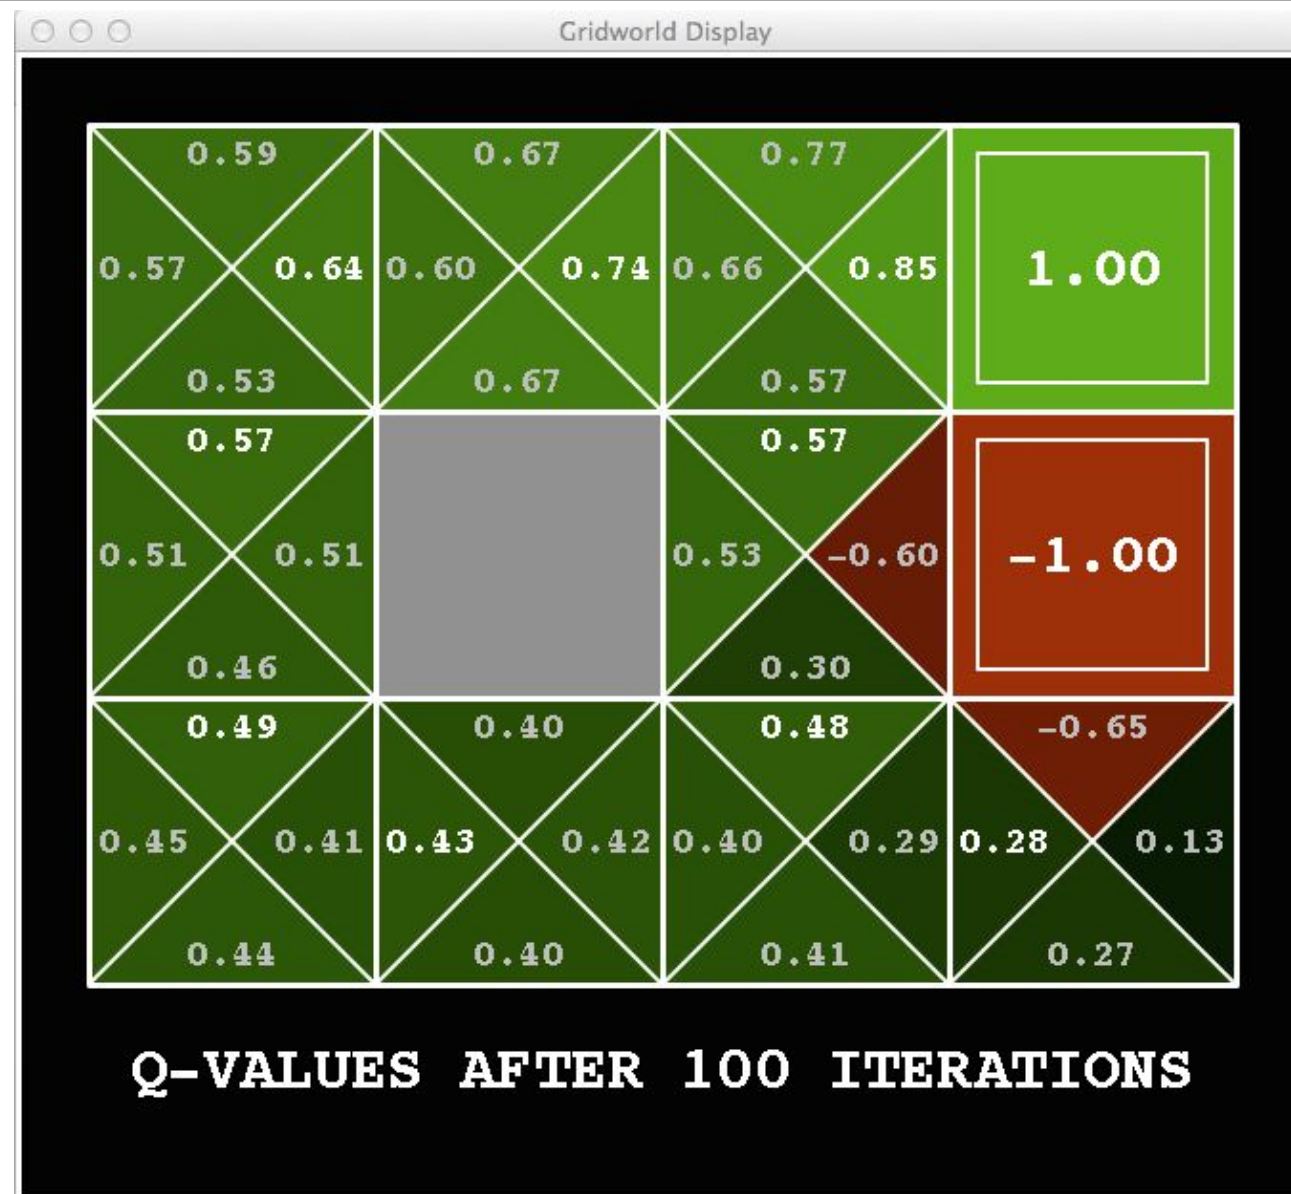 Gridworld Display
0.59 0.67 0.77
0.57 0.64 0.60 0.74 0.66 0.85 1.00
0.53 0.67 0.57
0.57 0.57
0.51 0.51 0.53 -0.60 -1.00
0.46 0.30
0.49 0.40 0.48 -0.65
0.45 0.41 0.43 0.42 0.40 0.29 0.28 0.13
0.44 0.40 0.41 0.27
Q-VALUES AFTER 100 ITERATIONS